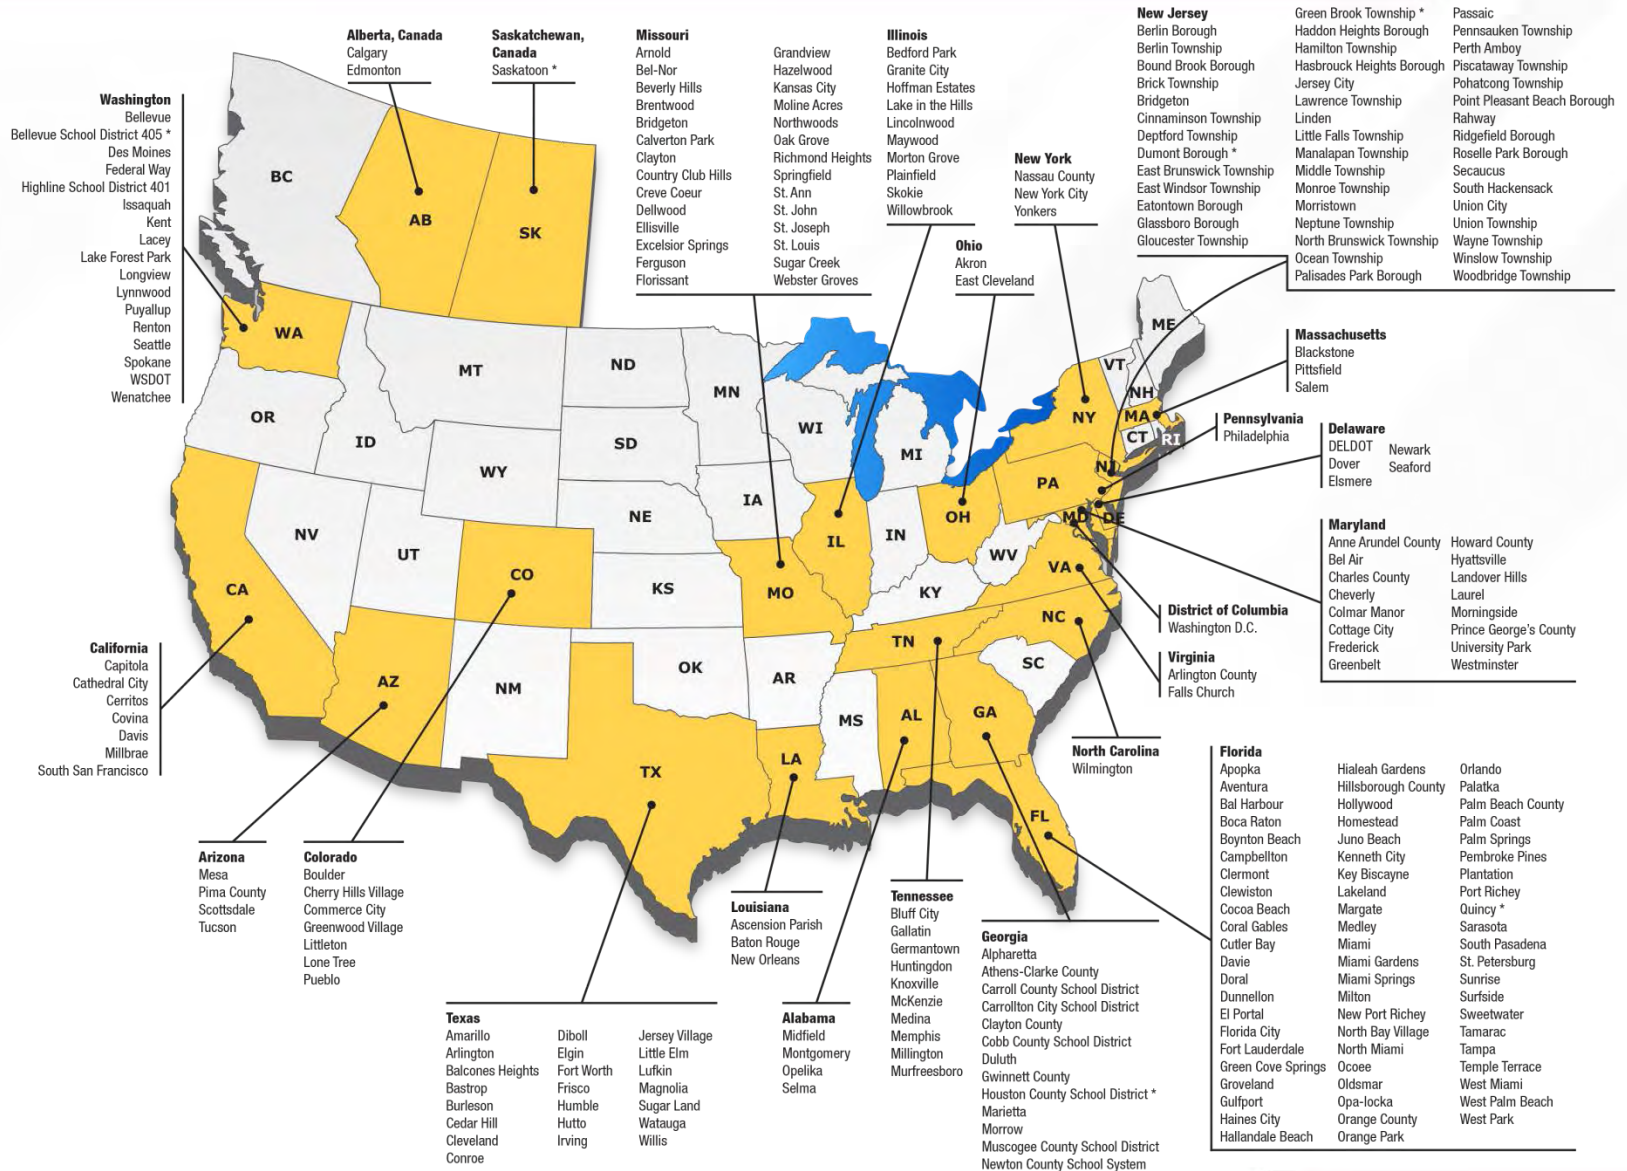 Alberta, Canada
Calgary
Edmonton
Saskatchewan,
Canada
Saskatoon *
Missouri
Arnold
Bel-Nor
Beverly Hills
Brentwood
Bridgeton
Calverton Park
Clayton
Country Club Hills
Creve Coeur
Dellwood
Ellisville
Excelsior Springs
Ferguson
Florissant
Grandview
Hazelwood
Kansas City
Moline Acres
Northwoods
Oak Grove
Richmond Heights
Springfield
St. Ann
St. John
St. Joseph
St. Louis
Sugar Creek
Webster Groves
Illinois
Bedford Park
Granite City
Hoffman Estates
Lake in the Hills
Lincolnwood
Maywood
Morton Grove
Plainfield
Skokie
Willowbrook
Ohio
Akron
East Cleveland
New York
Nassau County
New York City
Yonkers
New Jersey
Berlin Borough
Berlin Township
Bound Brook Borough
Brick Township
Bridgeton
Cinnaminson Township
Deptford Township
Dumont Borough *
East Brunswick Township
East Windsor Township
Eatontown Borough
Glassboro Borough
Gloucester Township
Green Brook Township *
Haddon Heights Borough
Hamilton Township
Hasbrouck Heights Borough
Jersey City
Lawrence Township
Linden
Little Falls Township
Manalapan Township
Middle Township
Monroe Township
Morristown
Neptune Township
North Brunswick Township
Ocean Township
Palisades Park Borough
Passaic
Pennsauken Township
Perth Amboy
Piscataway Township
Pohatcong Township
Point Pleasant Beach Borough
Rahway
Ridgefield Borough
Roselle Park Borough
Secaucus
South Hackensack
Union City
Union Township
Wayne Township
Winslow Township
Woodbridge Township
Washington
Bellevue
Bellevue School District 405 *
Des Moines
Federal Way
Highline School District 401
Issaquah
Kent
Lacey
Lake Forest Park
Longview
Lynnwood
Puyallup
Renton
Seattle
Spokane
WSDOT
Wenatchee
Massachusetts
Blackstone
Pittsfield
Salem
Pennsylvania
Philadelphia
Delaware
DELDOT
Dover
Elsmere
Newark
Seaford
Maryland
Anne Arundel County
Bel Air
Charles County
Cheverly
Colmar Manor
Cottage City
Frederick
Greenbelt
Howard County
Hyattsville
Landover Hills
Laurel
Morningside
Prince George's County
University Park
Westminster
District of Columbia
Washington D.C.
Virginia
Arlington County
Falls Church
North Carolina
Wilmington
BC
AB
SK
WA
OR
ID
MT
ND
MN
SD
WY
WI
MI
IA
NE
NV
UT
CO
KS
CA
AZ
NM
OK
TX
MO
AR
LA
MS
IL
IN
OH
KY
TN
AL
GA
FL
SC
NC
VA
WV
PA
NY
VT
NH
ME
MA
CT
RI
NJ
MD
DE
California
Capitola
Cathedral City
Cerritos
Covina
Davis
Millbrae
South San Francisco
Arizona
Mesa
Pima County
Scottsdale
Tucson
Colorado
Boulder
Cherry Hills Village
Commerce City
Greenwood Village
Littleton
Lone Tree
Pueblo
Texas
Amarillo
Arlington
Balcones Heights
Bastrop
Burleson
Cedar Hill
Cleveland
Conroe
Diboll
Elgin
Fort Worth
Frisco
Humble
Hutto
Irving
Jersey Village
Little Elm
Lufkin
Magnolia
Sugar Land
Watauga
Willis
Louisiana
Ascension Parish
Baton Rouge
New Orleans
Alabama
Midfield
Montgomery
Opelika
Selma
Tennessee
Bluff City
Gallatin
Germantown
Huntingdon
Knoxville
McKenzie
Medina
Memphis
Millington
Murfreesboro
Georgia
Alpharetta
Athens-Clarke County
Carroll County School District
Carrollton City School District
Clayton County
Cobb County School District
Duluth
Gwinnett County
Houston County School District *
Marietta
Morrow
Muscogee County School District
Newton County School System
Florida
Apopka
Aventura
Bal Harbour
Boca Raton
Boynton Beach
Campbellton
Clermont
Clewiston
Cocoa Beach
Coral Gables
Cutler Bay
Davie
Doral
Dunnellon
El Portal
Florida City
Fort Lauderdale
Green Cove Springs
Groveland
Gulfport
Haines City
Hallandale Beach
Hialeah Gardens
Hillsborough County
Hollywood
Homestead
Juno Beach
Kenneth City
Key Biscayne
Lakeland
Margate
Medley
Miami
Miami Gardens
Miami Springs
Milton
New Port Richey
North Bay Village
North Miami
Ocoee
Oldsmar
Opa-locka
Orange County
Orange Park
Orlando
Palatka
Palm Beach County
Palm Coast
Palm Springs
Pembroke Pines
Plantation
Port Richey
Quincy *
Sarasota
South Pasadena
St. Petersburg
Sunrise
Surfside
Sweetwater
Tamarac
Tampa
Temple Terrace
West Miami
West Palm Beach
West Park